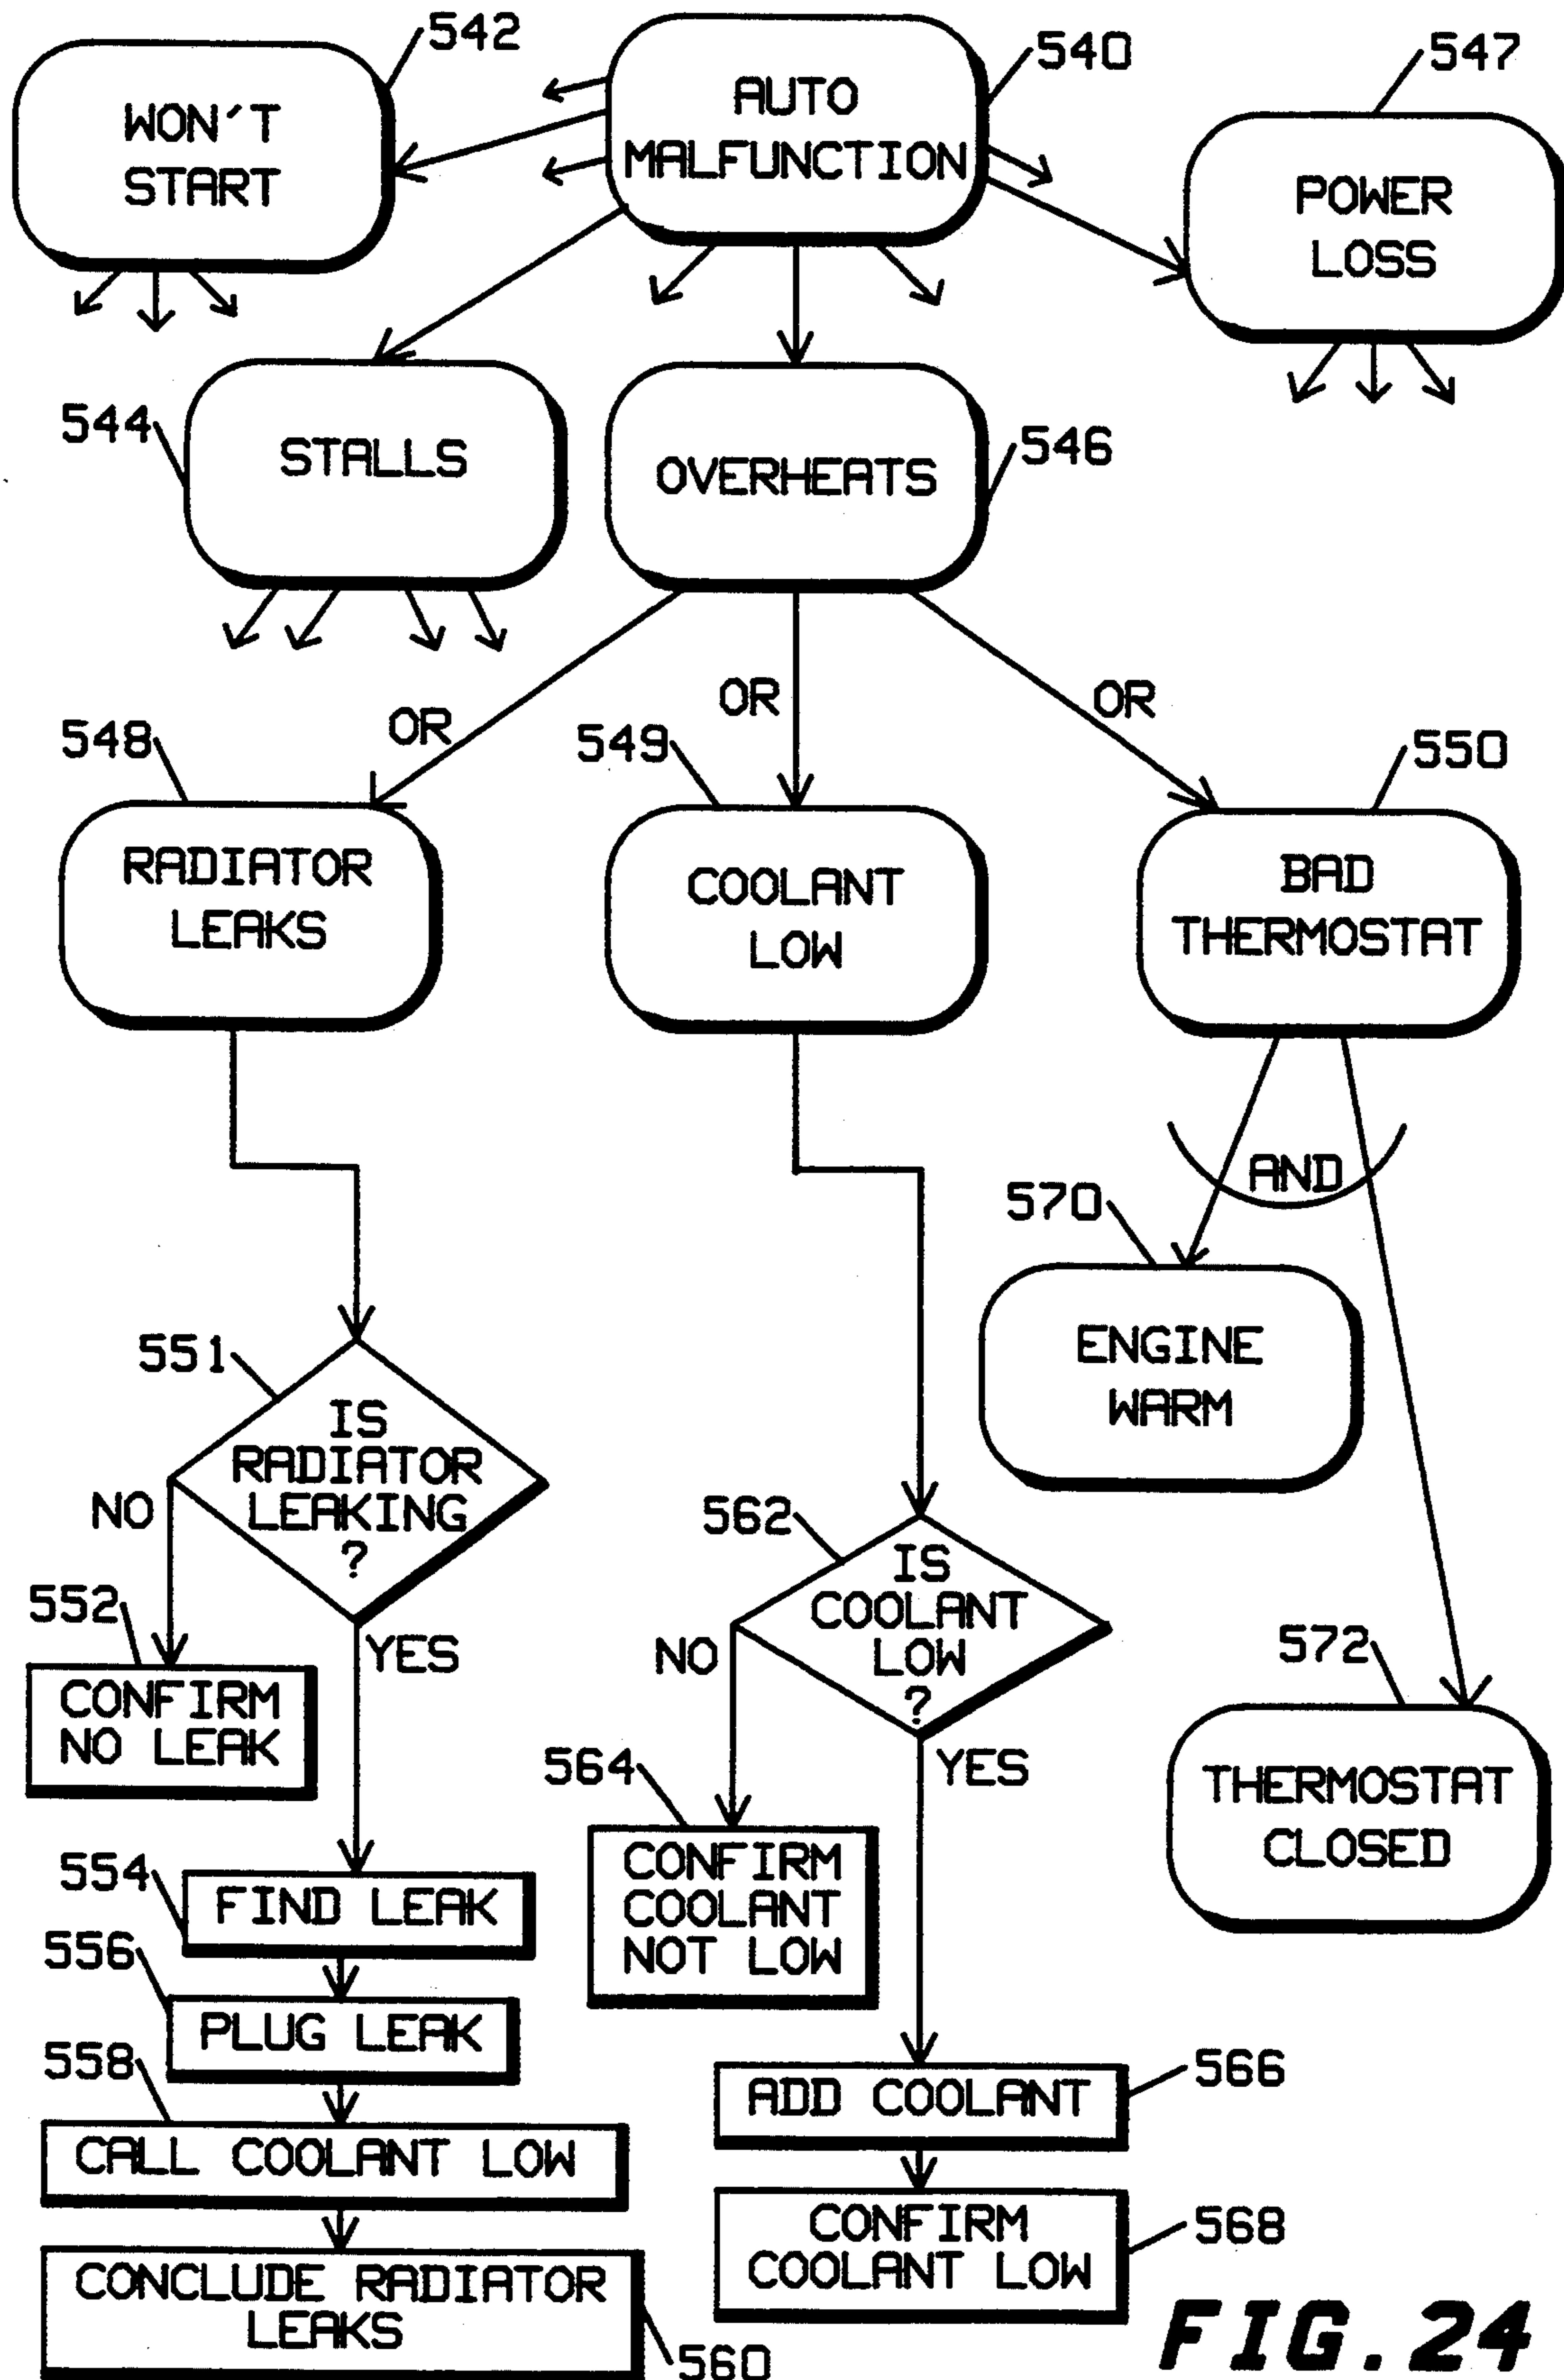 542
540
547
WON'T
START
AUTO
MALFUNCTION
POWER
LOSS
544
STALLS
OVERHEATS
546
OR
OR
OR
548
549
550
RADIATOR
LEAKS
COOLANT
LOW
BAD
THERMOSTAT
AND
570
ENGINE
WARM
551
IS
RADIATOR
LEAKING
?
NO
YES
552
CONFIRM
NO LEAK
562
IS
COOLANT
LOW
?
NO
YES
572
THERMOSTAT
CLOSED
564
CONFIRM
COOLANT
NOT LOW
554
FIND LEAK
556
PLUG LEAK
558
CALL COOLANT LOW
CONCLUDE RADIATOR
LEAKS
560
ADD COOLANT
566
CONFIRM
COOLANT LOW
568
FIG. 24